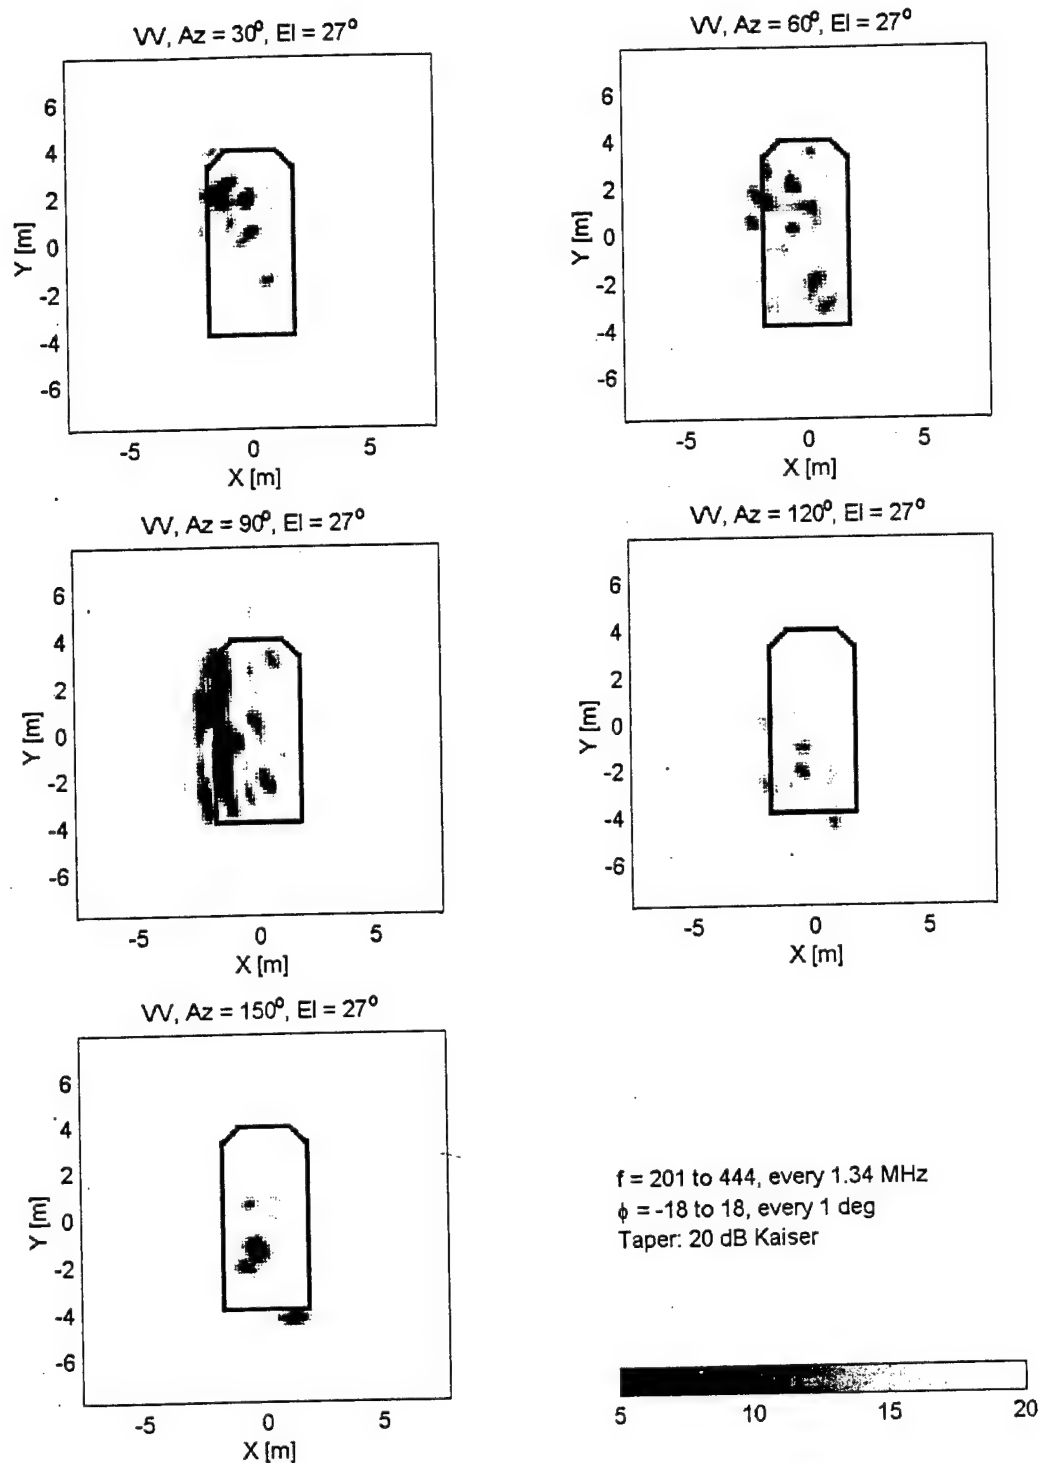 VV, Az = 30°, El = 27°
6
4
2
0
-2
-4
-6
Y [m]
-5 0 5
X [m]
VV, Az = 60°, El = 27°
6
4
2
0
-2
-4
-6
Y [m]
-5 0 5
X [m]
VV, Az = 90°, El = 27°
6
4
2
0
-2
-4
-6
Y [m]
-5 0 5
X [m]
VV, Az = 120°, El = 27°
6
4
2
0
-2
-4
-6
Y [m]
-5 0 5
X [m]
VV, Az = 150°, El = 27°
6
4
2
0
-2
-4
-6
Y [m]
-5 0 5
X [m]
f = 201 to 444, every 1.34 MHz
ϕ = -18 to 18, every 1 deg
Taper: 20 dB Kaiser
5 10 15 20